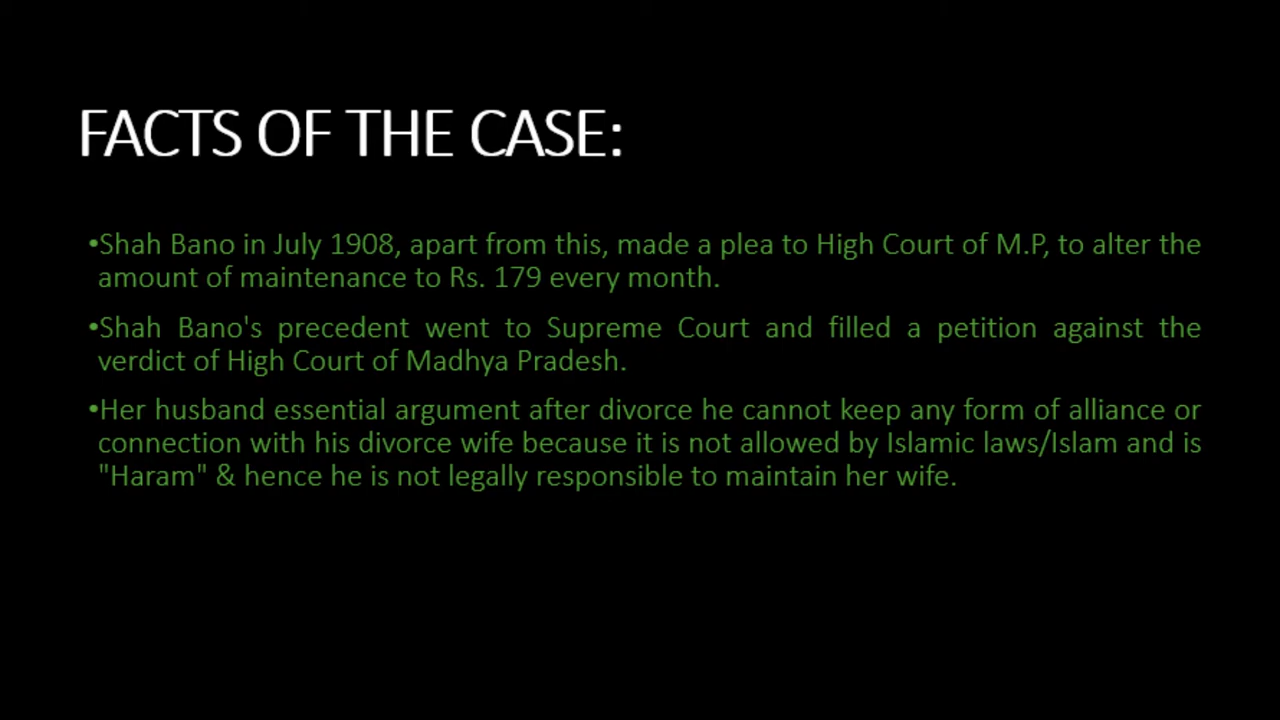 FACTS OF THE CASE:
•Shah Bano in July 1908, apart from this, made a plea to High Court of M.P, to alter the
amount of maintenance to Rs. 179 every month.
•Shah Bano's precedent went to Supreme Court and filled a petition against the
verdict of High Court of Madhya Pradesh.
•Her husband essential argument after divorce he cannot keep any form of alliance or
connection with his divorce wife because it is not allowed by Islamic laws/Islam and is
"Haram" & hence he is not legally responsible to maintain her wife.